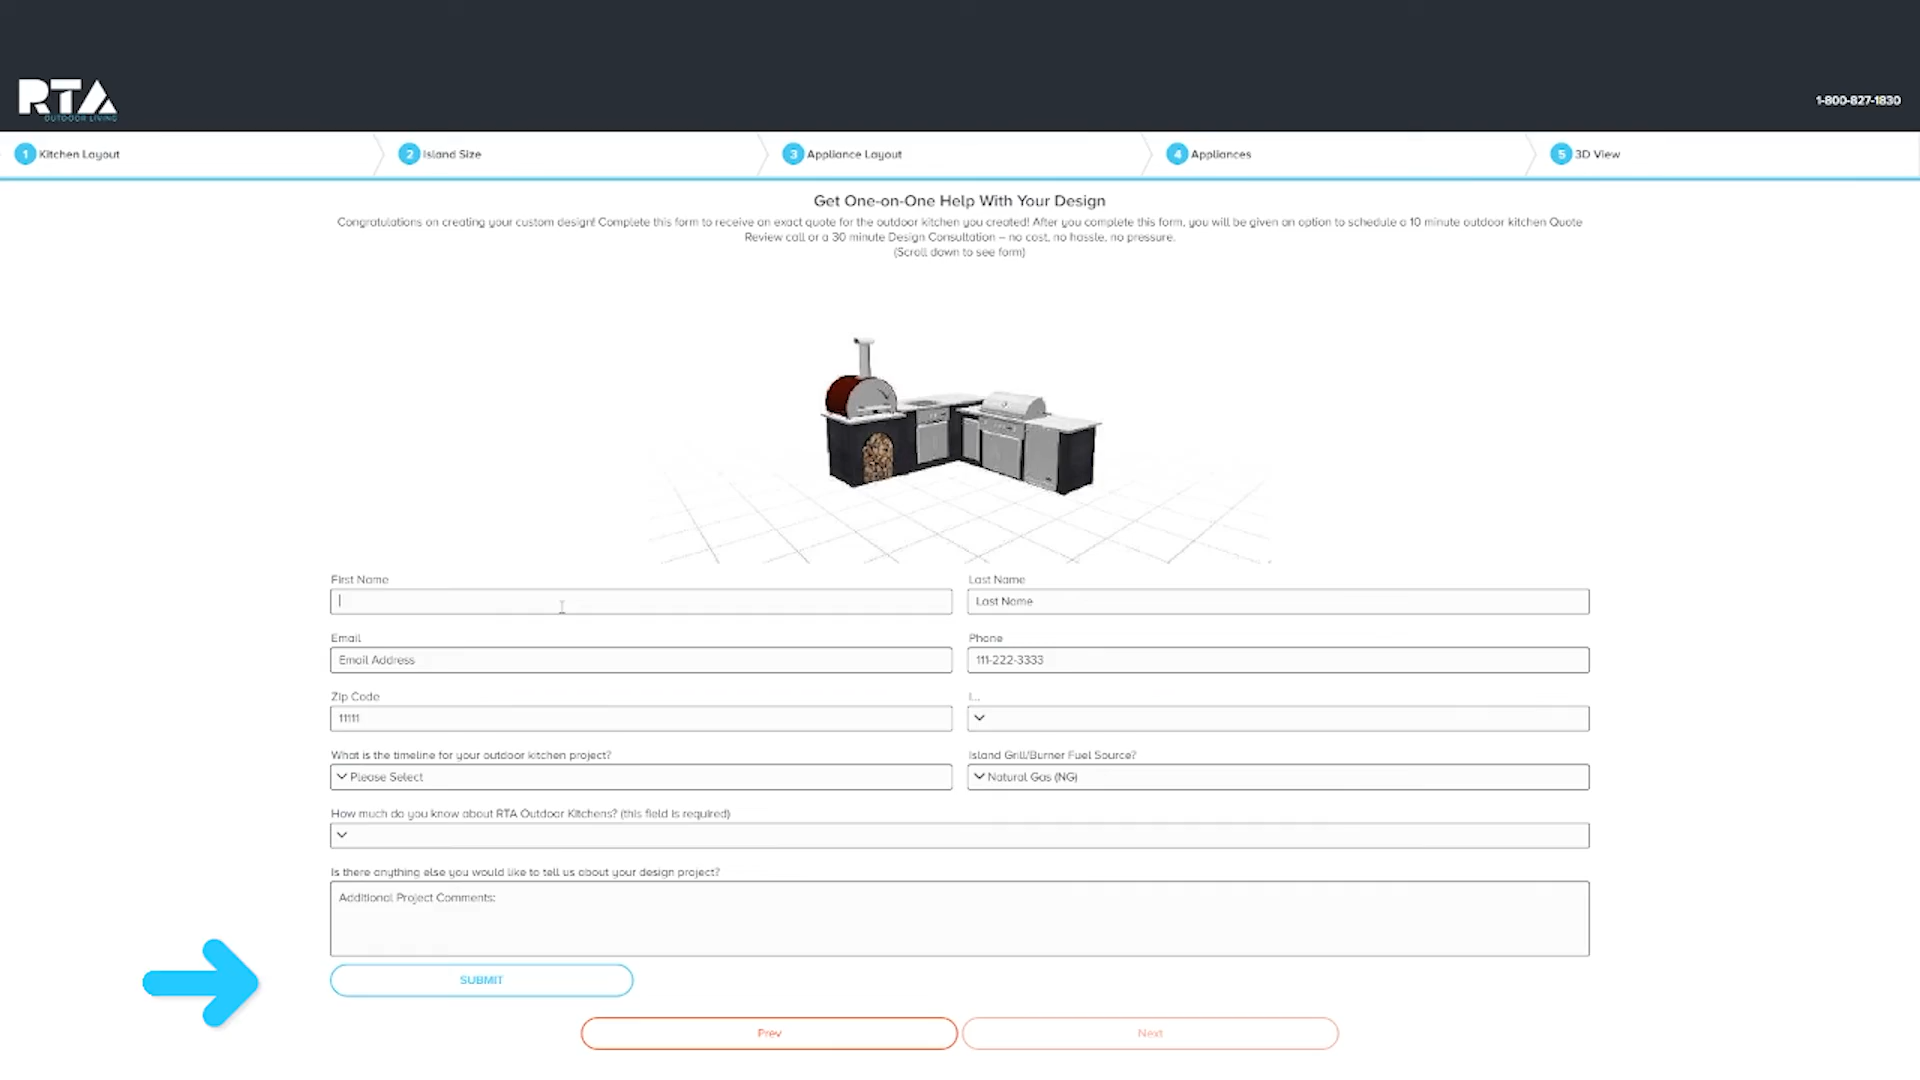 RTA
OUTDOOR LIVING
1-800-827-1830
1 Kitchen Layout
2 Island Size
3 Appliance Layout
4 Appliances
5 3D View
Get One-on-One Help With Your Design
Congratulations on creating your custom design! Complete this form to receive an exact quote for the outdoor kitchen you created! After you complete this form, you will be given an option to schedule a 10 minute outdoor kitchen Quote
Review call or a 30 minute Design Consultation – no cost, no hassle, no pressure.
(Scroll down to see form)
First Name
Last Name
Last Name
Email
Phone
Email Address
111-222-3333
Zip Code
I...
11111
What is the timeline for your outdoor kitchen project?
Island Grill/Burner Fuel Source?
Please Select
Natural Gas (NG)
How much do you know about RTA Outdoor Kitchens? (this field is required)
Is there anything else you would like to tell us about your design project?
Additional Project Comments:
SUBMIT
Prev
Next